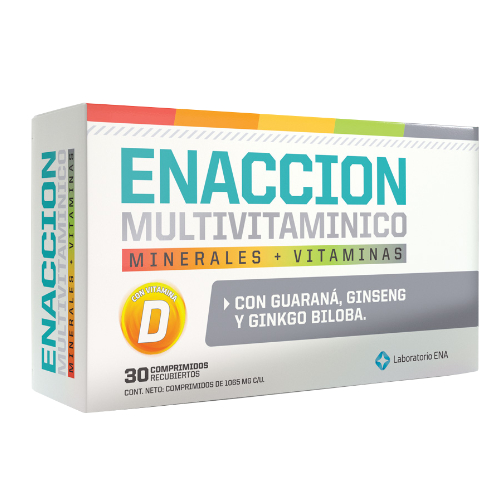 ENACCION
MULTIVITAMINICO
MINERALES + VITAMINAS
CON VITAMINA
D
CON GUARANÁ, GINSENG
Y GINKGO BILOBA.
30 COMPRIMIDOS
RECUBIERTOS
CONT. NETO: COMPRIMIDOS DE 1065 MG C/U.
Laboratorio ENA
ENACCION
MULTIVITAMINICO
MINERALES + VITAMINAS